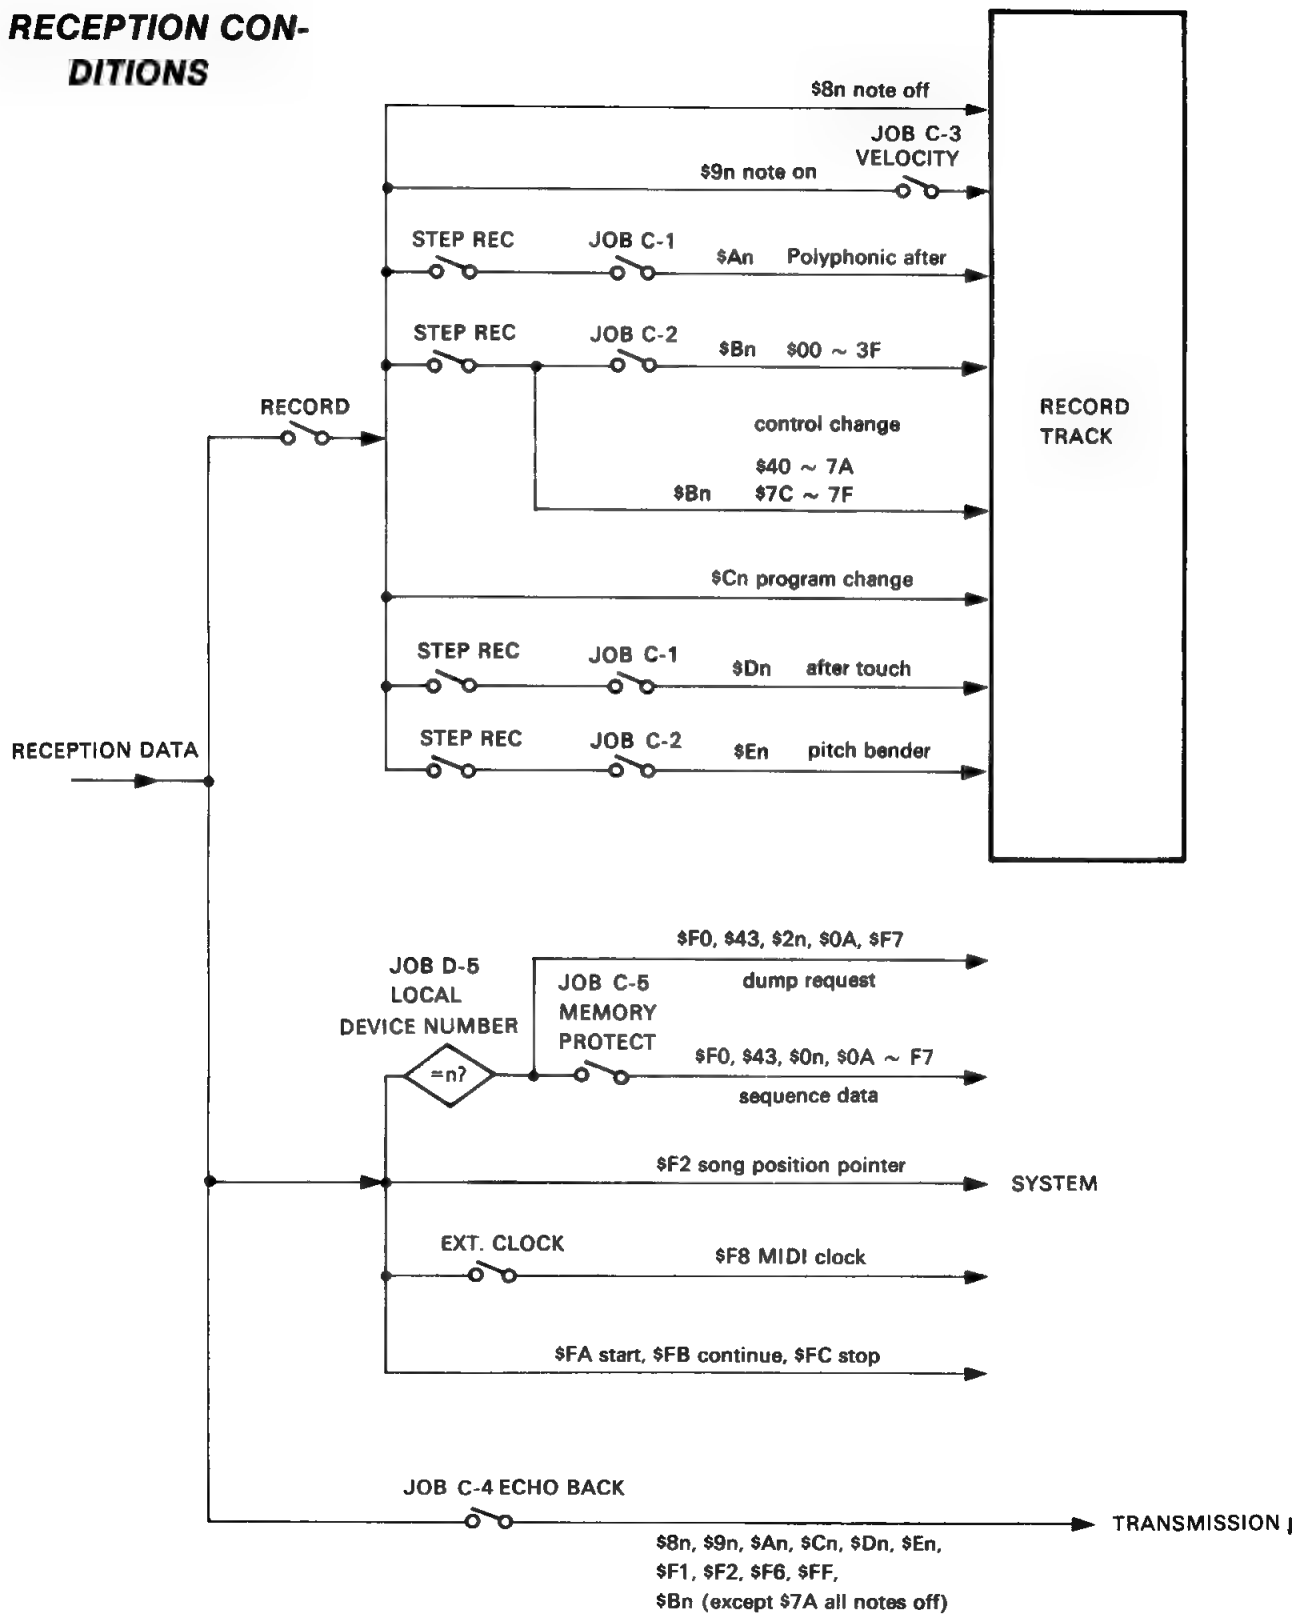 RECEPTION CON-
DITIONS
$8n note off
JOB C-3
VELOCITY
$9n note on
STEP REC
JOB C-1
$An Polyphonic after
STEP REC
JOB C-2
$Bn $00 ~ 3F
RECORD
control change
$40 ~ 7A
$Bn $7C ~ 7F
RECORD
TRACK
$Cn program change
STEP REC
JOB C-1
$Dn after touch
STEP REC
JOB C-2
$En pitch bender
RECEPTION DATA
$F0, $43, $2n, $0A, $F7
dump request
JOB D-5
LOCAL
DEVICE NUMBER
=n?
JOB C-5
MEMORY
PROTECT
$F0, $43, $0n, $0A ~ F7
sequence data
$F2 song position pointer
SYSTEM
EXT. CLOCK
$F8 MIDI clock
$FA start, $FB continue, $FC stop
JOB C-4 ECHO BACK
TRANSMISSION
$8n, $9n, $An, $Cn, $Dn, $En,
$F1, $F2, $F6, $FF,
$Bn (except $7A all notes off)